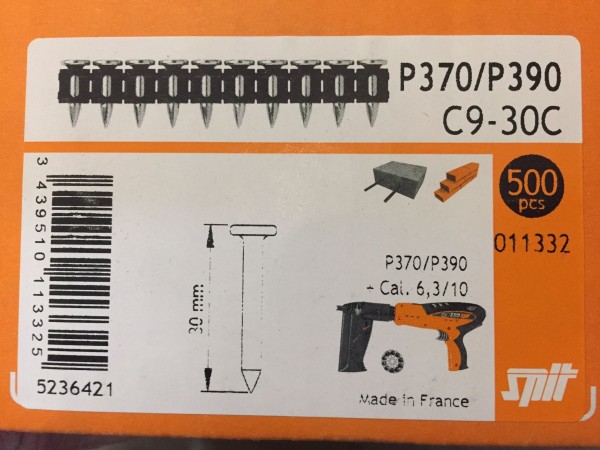 P370/P390
C9-30C
500
pcs
011332
3 439510 113325
5236421
30 mm
P370/P390
+ Cal. 6,3/10
Made in France
spit